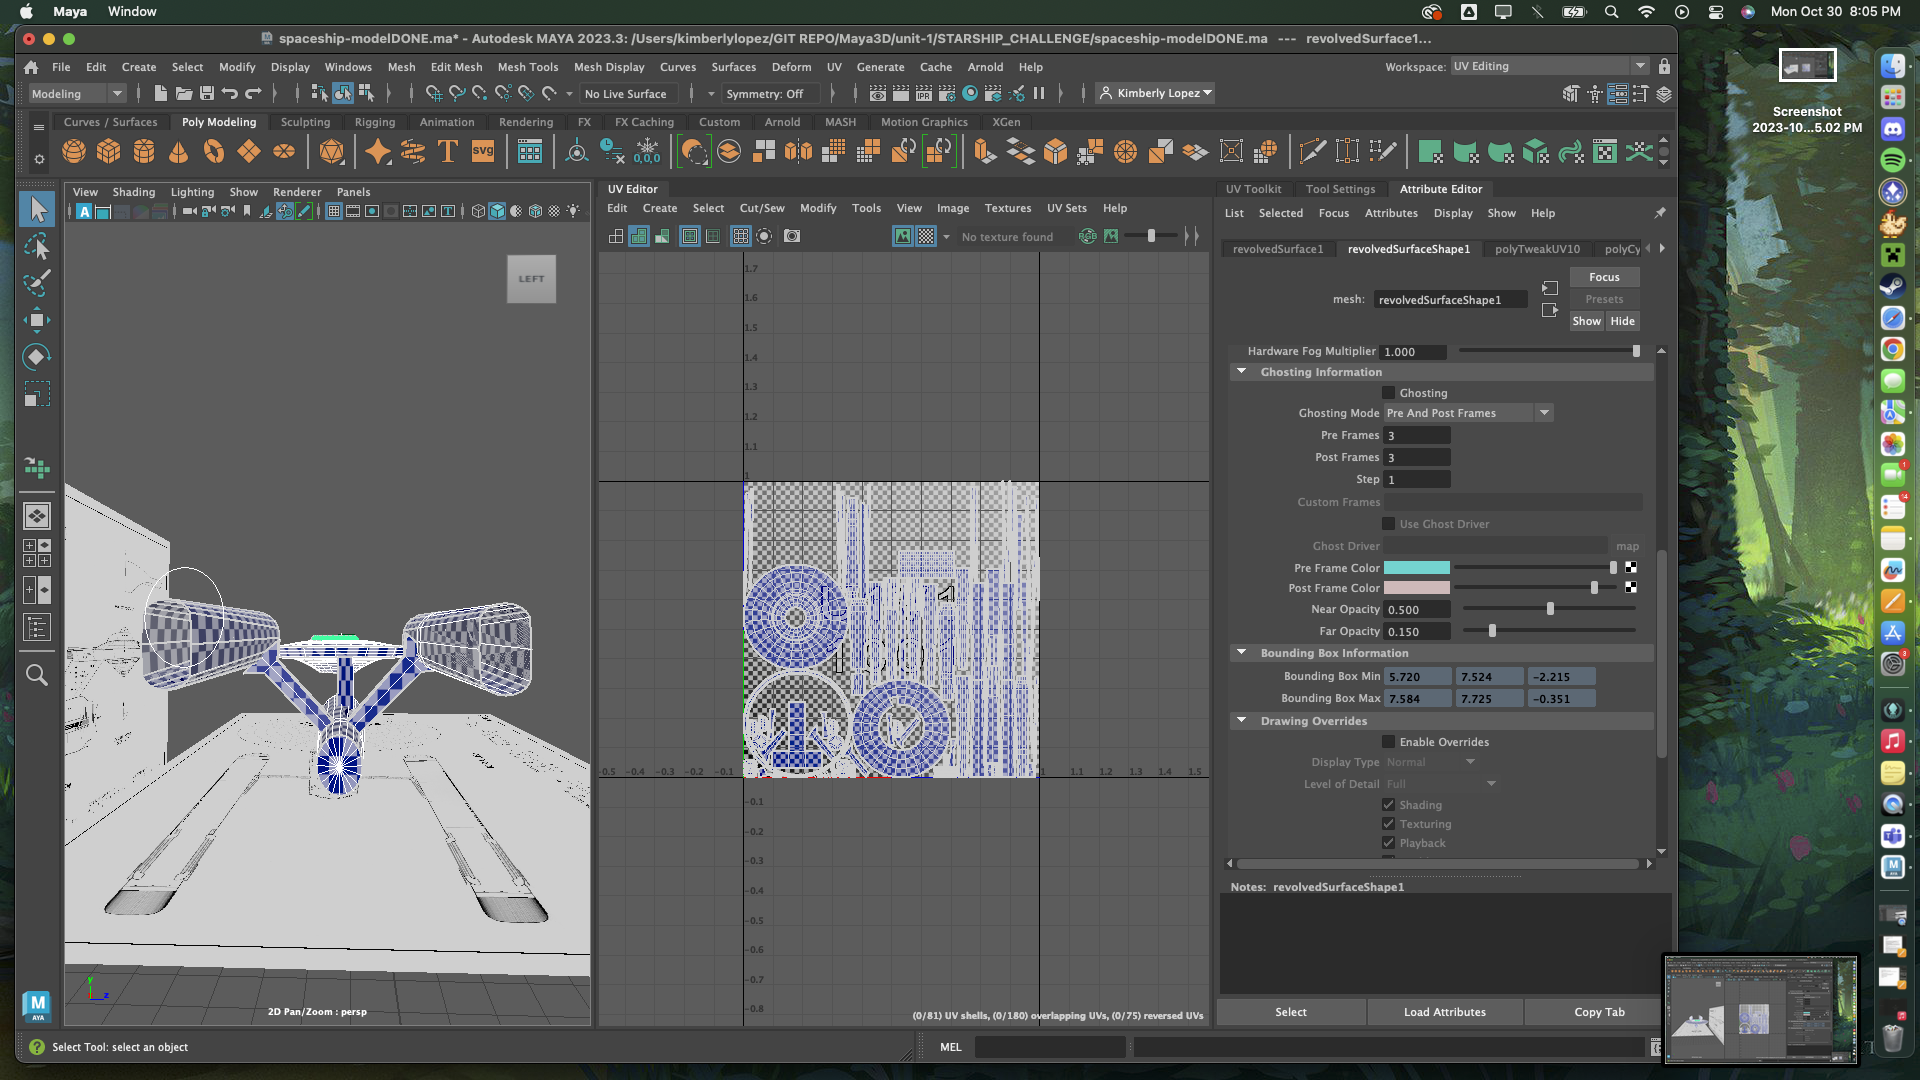 Maya Window
Mon Oct 30 8:05 PM
spaceship-modelDONE.ma* - Autodesk MAYA 2023.3: /Users/kimberlylopez/GIT REPO/Maya3D/unit-1/STARSHIP_CHALLENGE/spaceship-modelDONE.ma --- revolvedSurface1...
File Edit Create Select Modify Display Windows Mesh Edit Mesh Mesh Tools Mesh Display Curves Surfaces Deform UV Generate Cache Arnold Help
Workspace: UV Editing
Modeling
No Live Surface
Symmetry: Off
IPR
Kimberly Lopez
Screenshot
2023-10...5.02 PM
Curves / Surfaces Poly Modeling Sculpting Rigging Animation Rendering FX FX Caching Custom Arnold MASH Motion Graphics XGen
T
svg
0,0,0
View Shading Lighting Show Renderer Panels
LEFT
y
z
2D Pan/Zoom : persp
UV Editor
Edit Create Select Cut/Sew Modify Tools View Image Textures UV Sets Help
No texture found
RGB
1.7
1.6
1.5
1.4
1.3
1.2
1.1
1
-0.5 -0.4 -0.3 -0.2 -0.1
1 1.1 1.2 1.3 1.4 1.5
-0.1
-0.2
-0.3
-0.4
-0.5
-0.6
-0.7
-0.8
(0/81) UV shells, (0/180) overlapping UVs, (0/75) reversed UVs
UV Toolkit Tool Settings Attribute Editor
List Selected Focus Attributes Display Show Help
revolvedSurface1 revolvedSurfaceShape1 polyTweakUV10 polyCy
mesh: revolvedSurfaceShape1
Focus
Presets
Show Hide
Hardware Fog Multiplier 1.000
Ghosting Information
Ghosting
Ghosting Mode Pre And Post Frames
Pre Frames 3
Post Frames 3
Step 1
Custom Frames
Use Ghost Driver
Ghost Driver map
Pre Frame Color
Post Frame Color
Near Opacity 0.500
Far Opacity 0.150
Bounding Box Information
Bounding Box Min 5.720 7.524 -2.215
Bounding Box Max 7.584 7.725 -0.351
Drawing Overrides
Enable Overrides
Display Type Normal
Level of Detail Full
Shading
Texturing
Playback
Notes: revolvedSurfaceShape1
Select Load Attributes Copy Tab
M
AYA
Select Tool: select an object
MEL